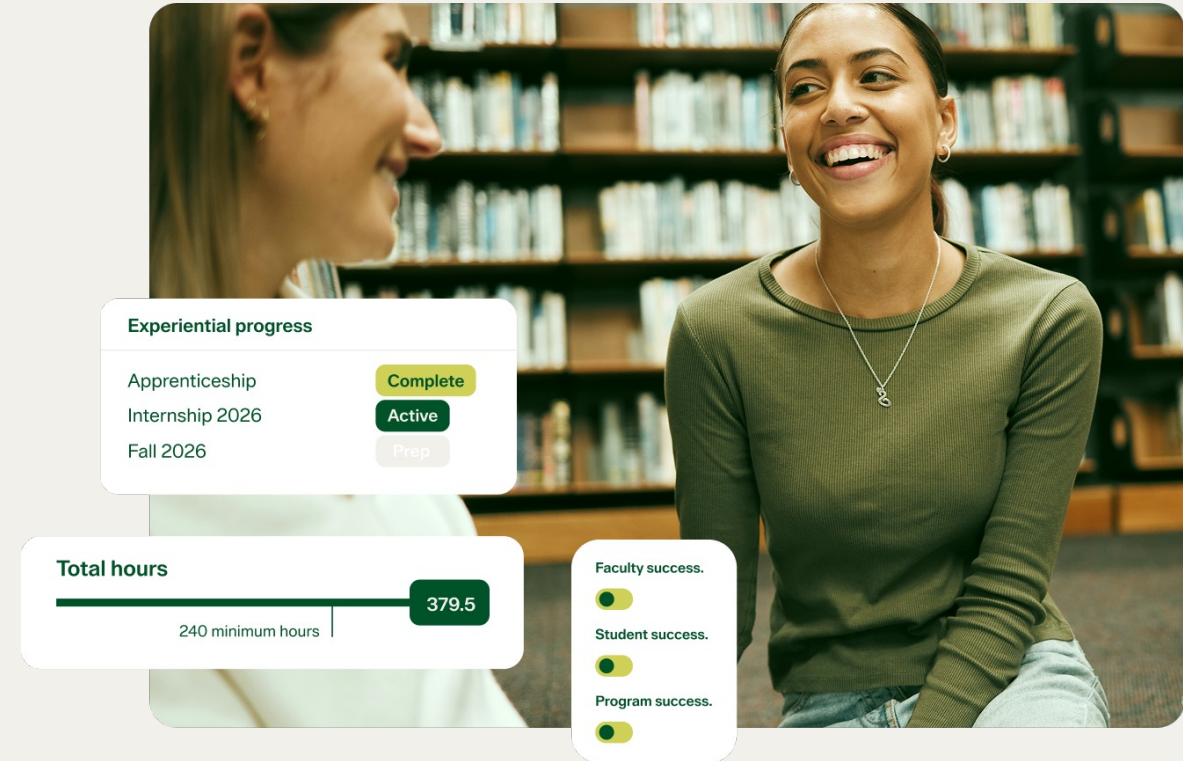 Experiential progress
Apprenticeship Complete
Internship 2026 Active
Fall 2026 Prep
Total hours
379.5
240 minimum hours
Faculty success.
Student success.
Program success.